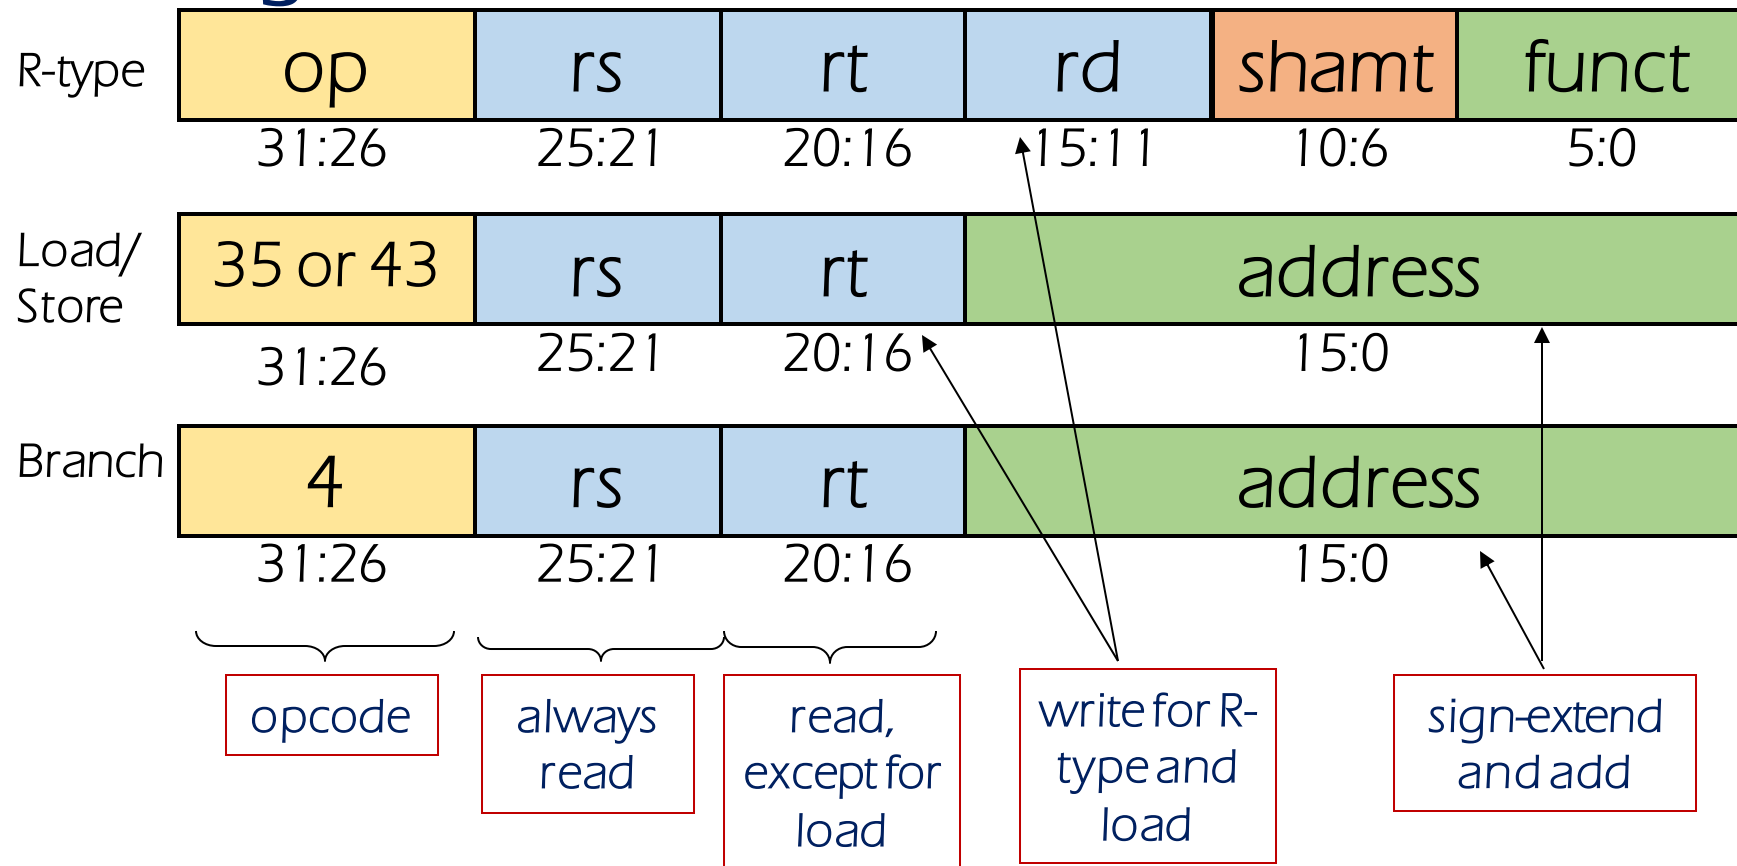 R-type op rs rt rd shamt funct
31:26 25:21 20:16 15:11 10:6 5:0
Load/
Store
35 or 43 rs rt address
31:26 25:21 20:16 15:0
Branch 4 rs rt address
31:26 25:21 20:16 15:0
opcode
always
read
read,
except for
load
write for R-
type and
load
sign-extend
and add